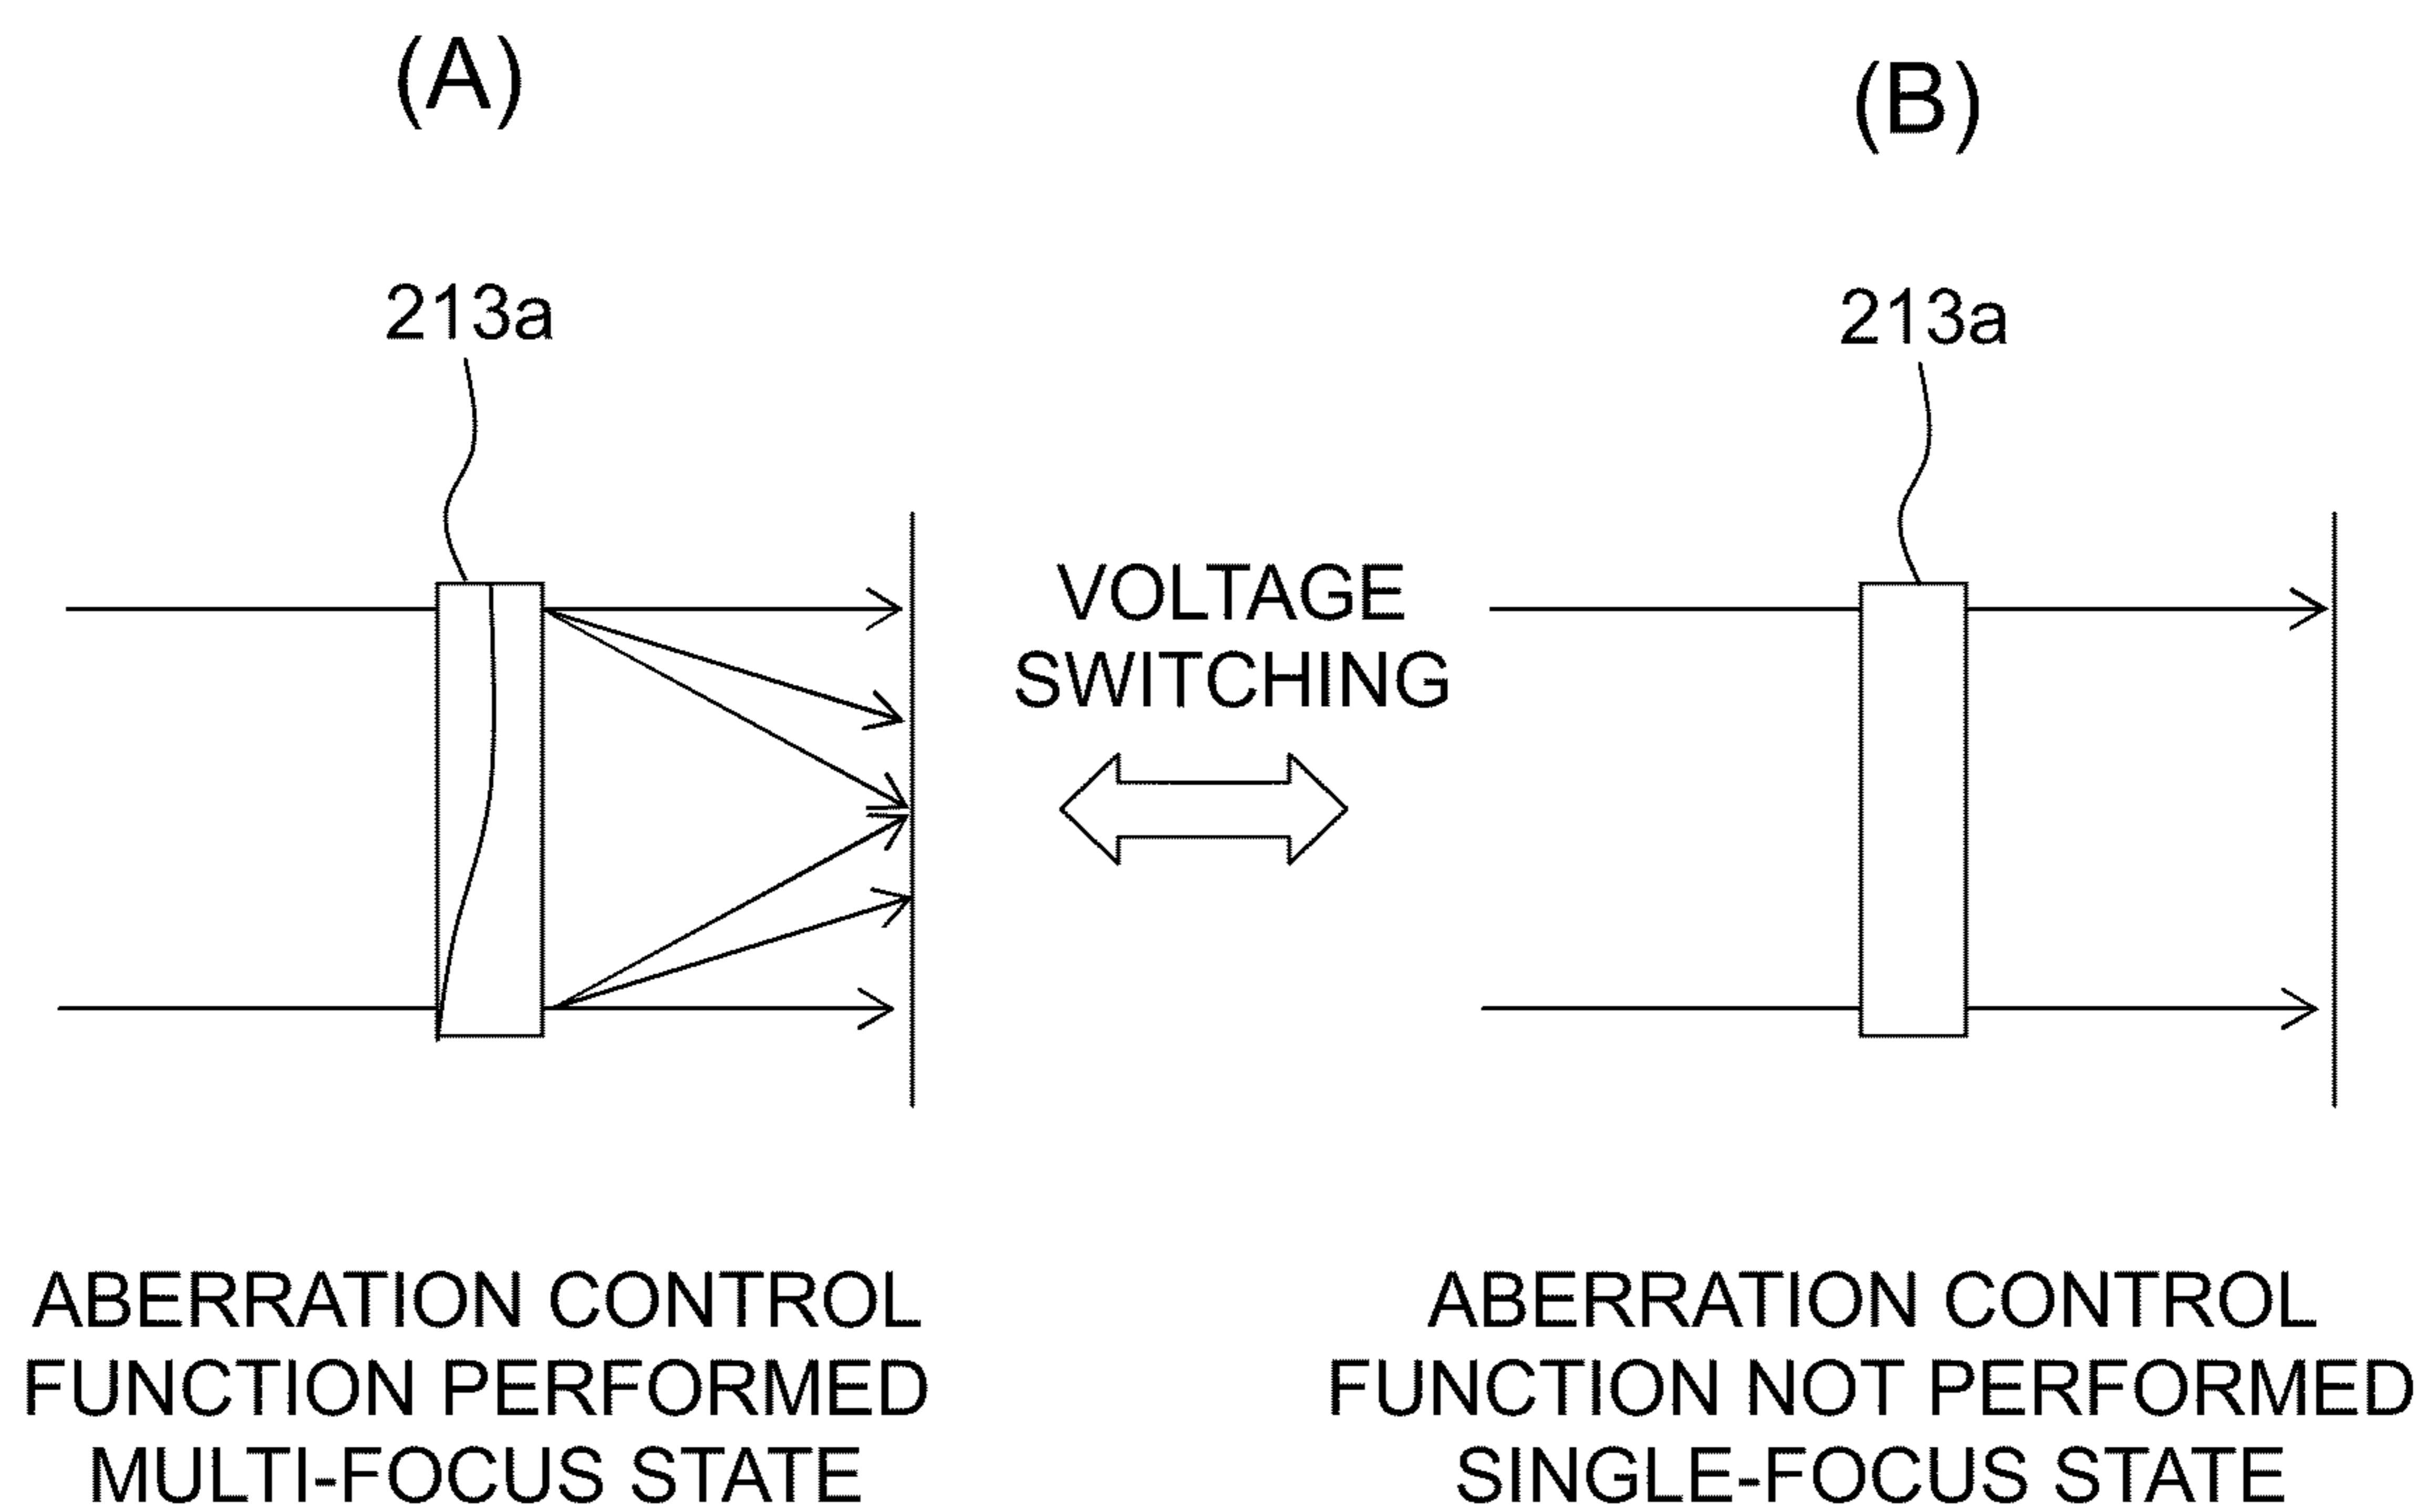 (A)
(B)
213a
213a
VOLTAGE
SWITCHING
ABERRATION CONTROL
FUNCTION PERFORMED
MULTI-FOCUS STATE
ABERRATION CONTROL
FUNCTION NOT PERFORMED
SINGLE-FOCUS STATE